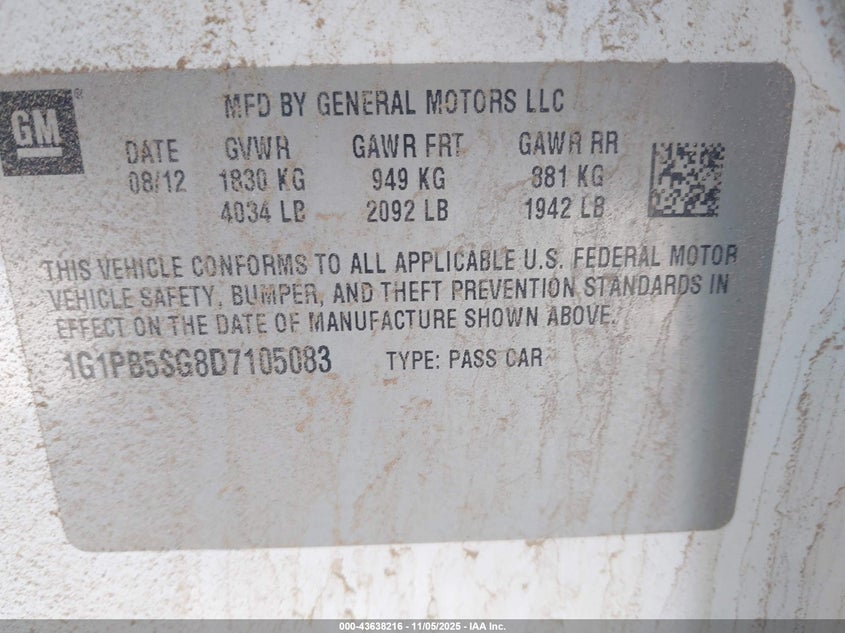 GM
®
MFD BY GENERAL MOTORS LLC
DATE GVWR GAWR FRT GAWR RR
08/12 1830 KG 949 KG 881 KG
4034 LB 2092 LB 1942 LB
THIS VEHICLE CONFORMS TO ALL APPLICABLE U.S. FEDERAL MOTOR
VEHICLE SAFETY, BUMPER, AND THEFT PREVENTION STANDARDS IN
EFFECT ON THE DATE OF MANUFACTURE SHOWN ABOVE.
1G1PB5SG8D7105083 TYPE: PASS CAR
000-43638216 - 11/05/2025 - IAA Inc.